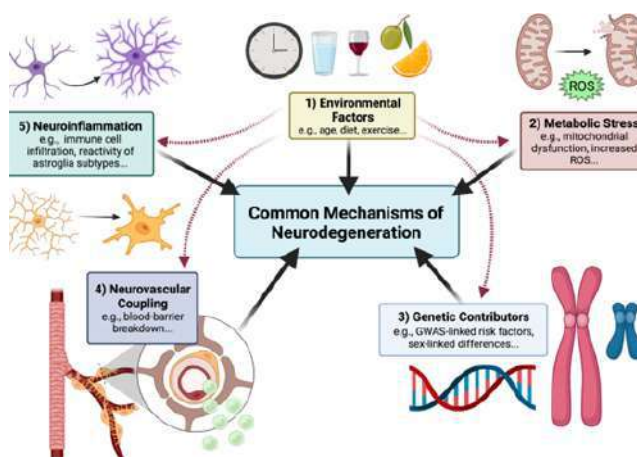 1) Environmental
Factors
e.g., age, diet, exercise...
ROS
2) Metabolic Stress
e.g., mitochondrial
dysfunction, increased
ROS...
5) Neuroinflammation
e.g., immune cell
infiltration, reactivity of
astroglia subtypes...
Common Mechanisms of
Neurodegeneration
4) Neurovascular
Coupling
e.g., blood-barrier
breakdown...
3) Genetic Contributors
e.g., GWAS-linked risk factors,
sex-linked differences...